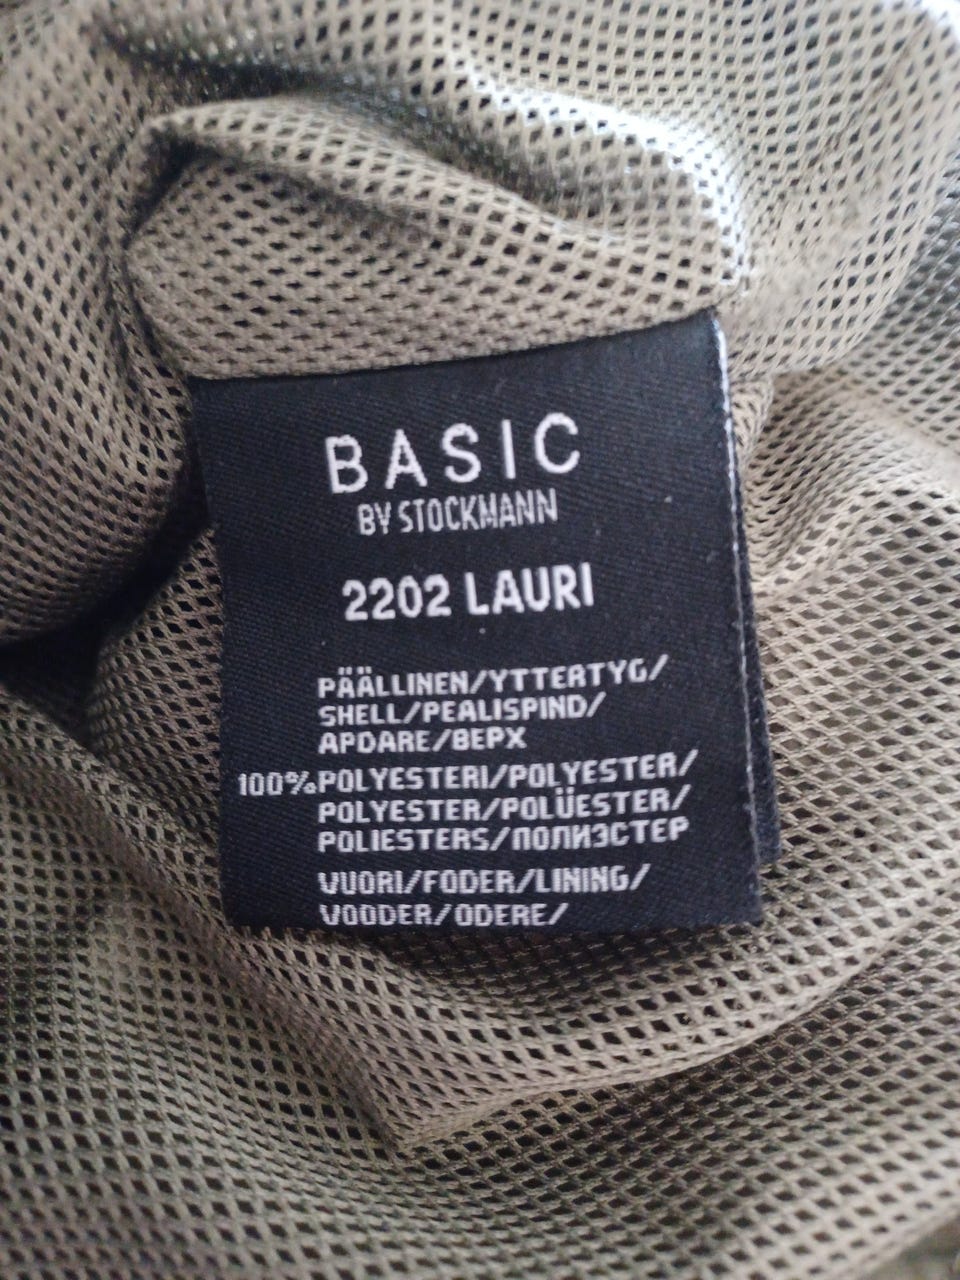 BASIC
BY STOCKMANN
2202 LAURI
PÄÄLLINEN/YTTERTYG/
SHELL/PEALISPIND/
APDARE/ВЕРХ
100%POLYESTERI/POLYESTER/
POLYESTER/POLÜESTER/
POLIESTERS/ПОЛИЭСТЕР
VUORI/FODER/LINING/
VOODER/ODERE/